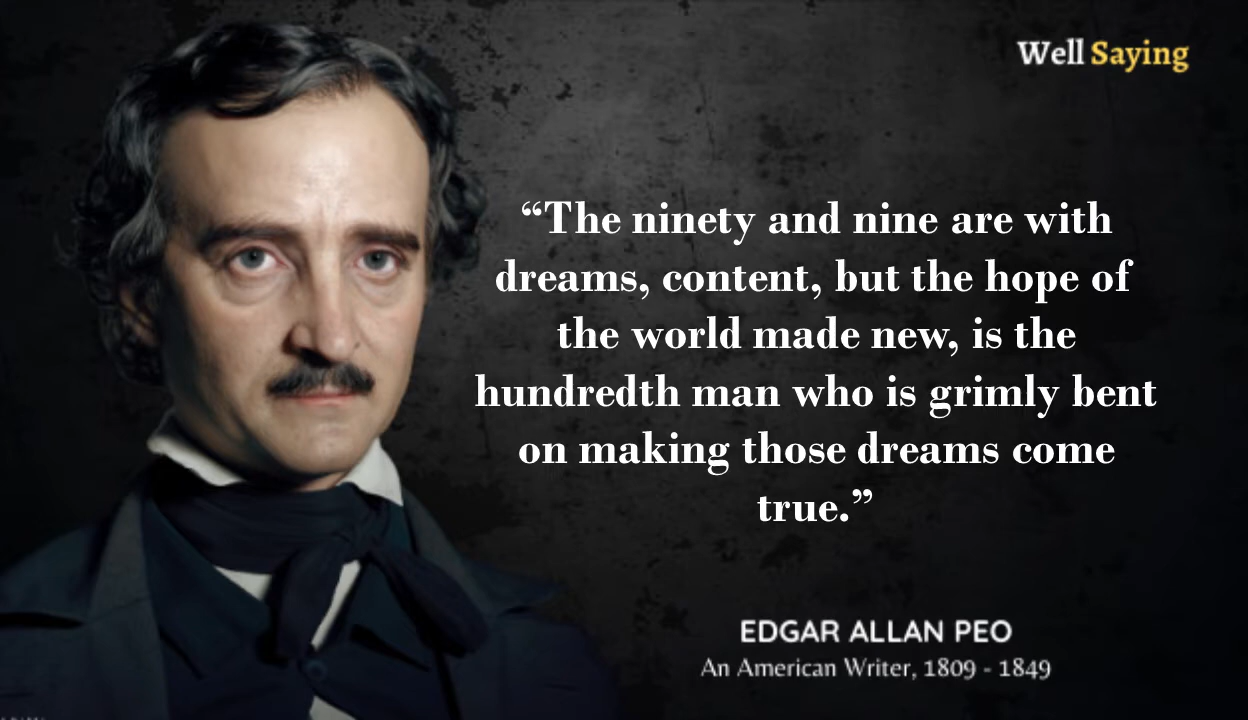 Well Saying
“The ninety and nine are with
dreams, content, but the hope of
the world made new, is the
hundredth man who is grimly bent
on making those dreams come
true.”
EDGAR ALLAN PEO
An American Writer, 1809 - 1849